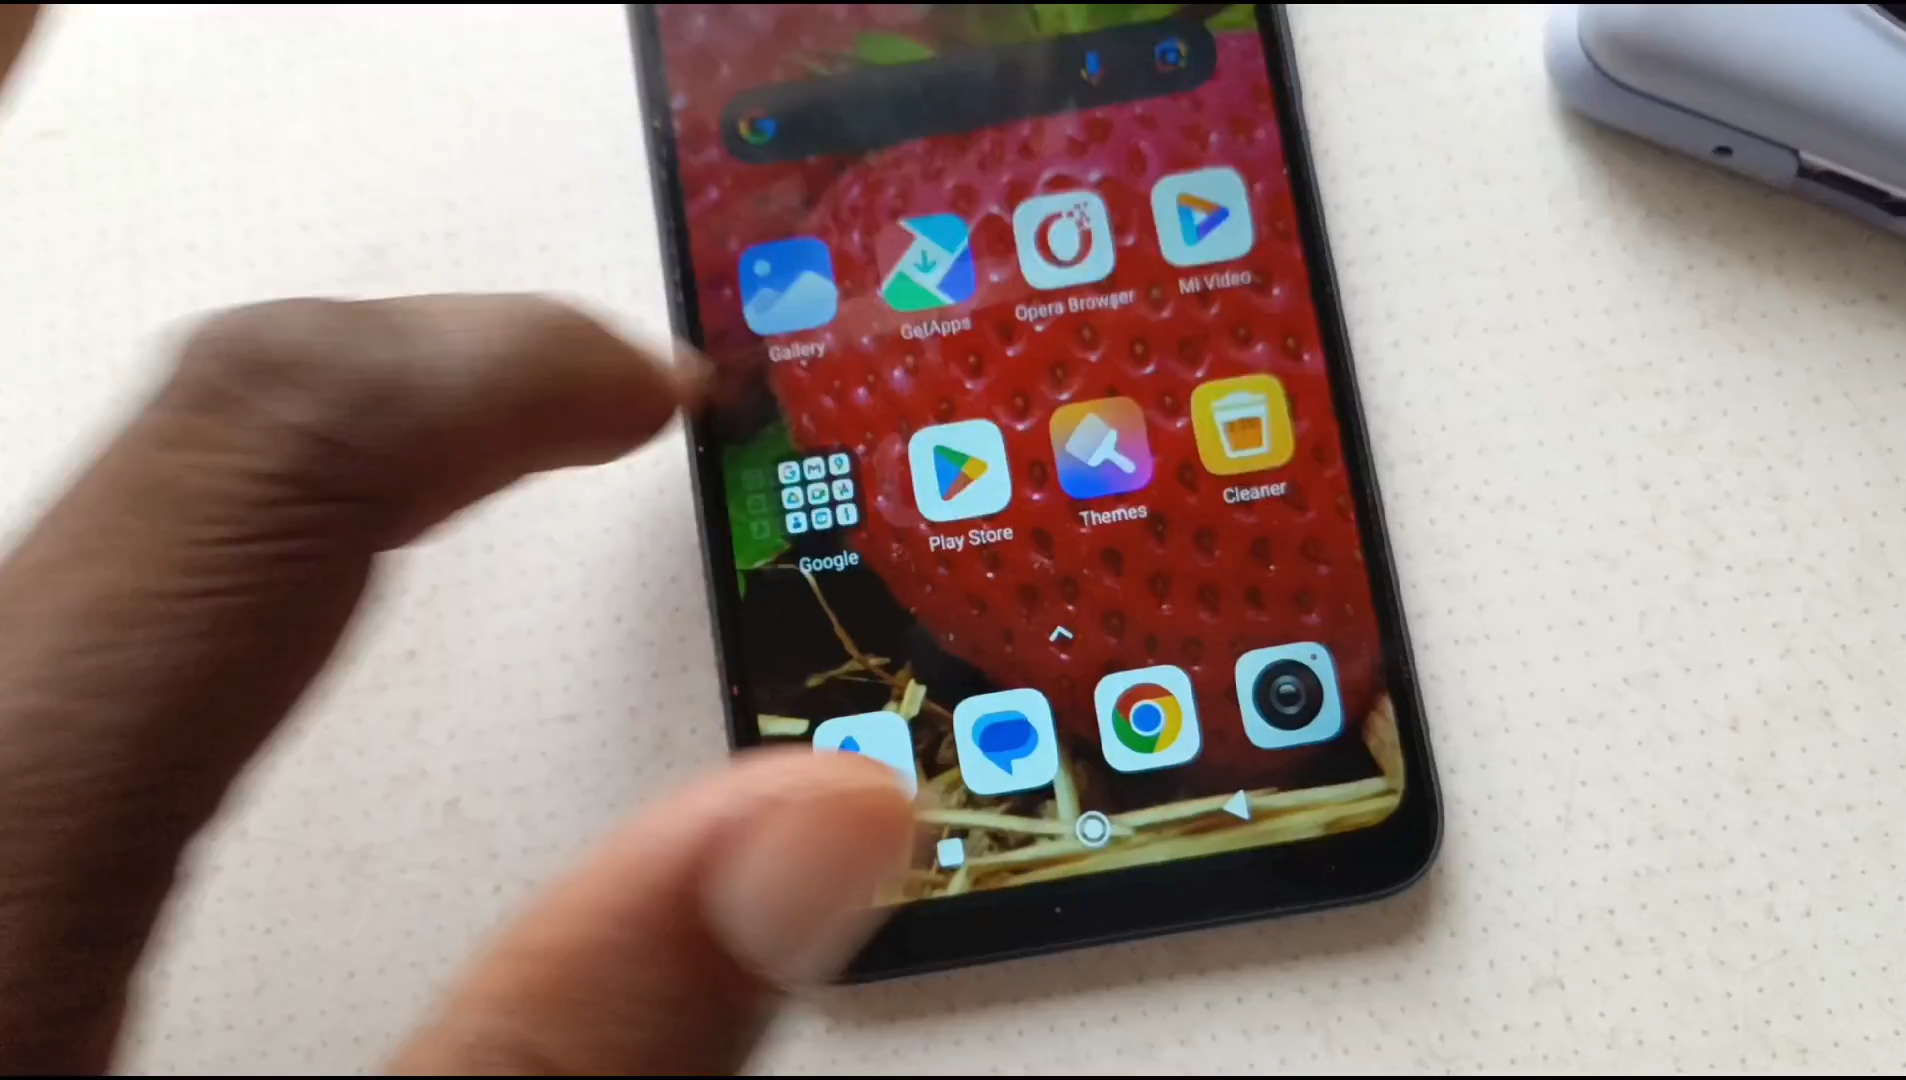 Gallery
GetApps
Opera Browser
Mi Video
Google
Play Store
Themes
Cleaner